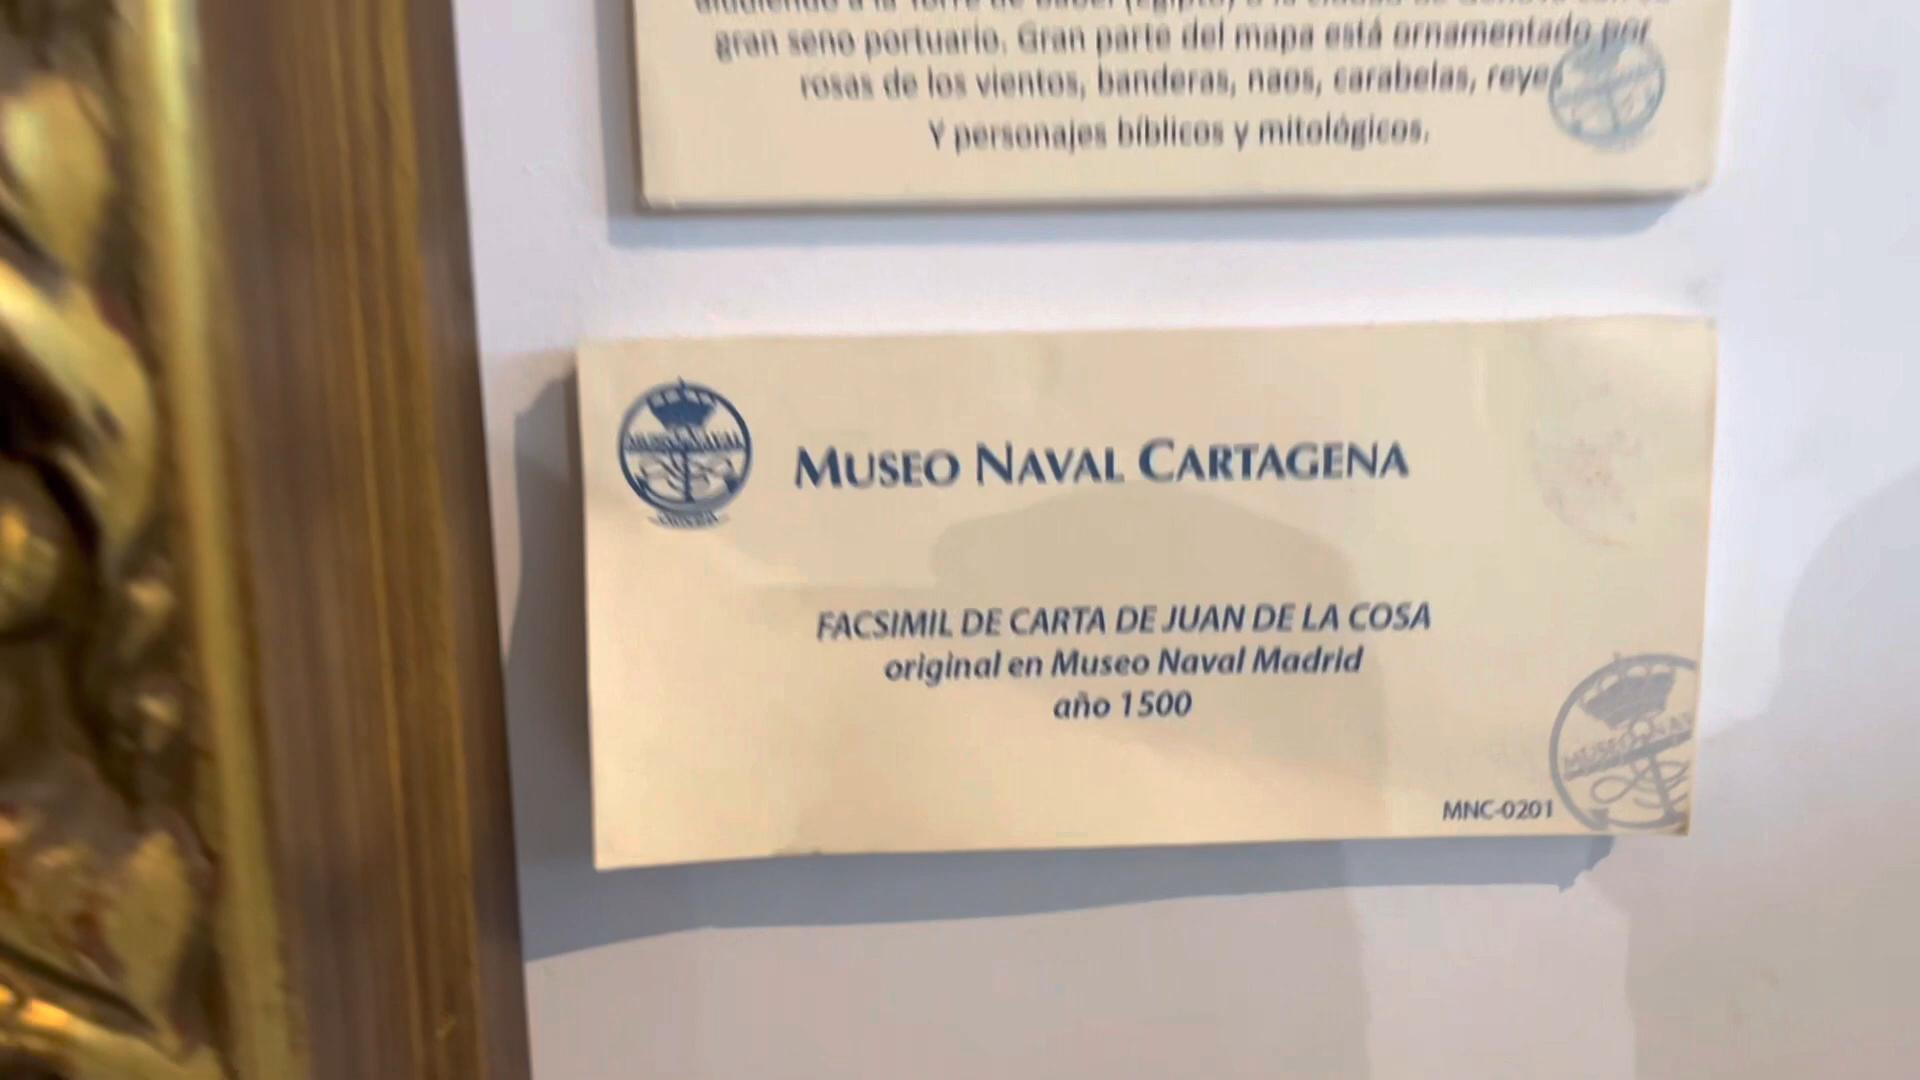 gran seno portuario. Gran parte del mapa está ornamentado por
rosas de los vientos, banderas, naos, carabelas, reyes
Y personajes bíblicos y mitológicos.
MUSEO NAVAL CARTAGENA
FACSIMIL DE CARTA DE JUAN DE LA COSA
original en Museo Naval Madrid
año 1500
MNC-0201
MUSEO NAV